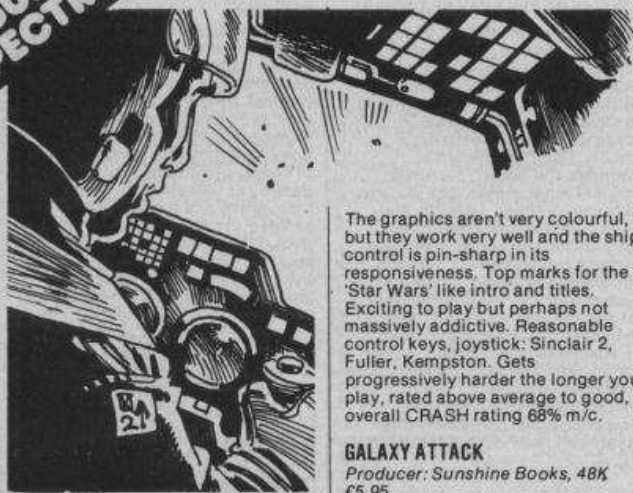 The graphics aren't very colourful,
but they work very well and the ship
control is pin-sharp in its
responsiveness. Top marks for the
'Star Wars' like intro and titles.
Exciting to play but perhaps not
massively addictive. Reasonable
control keys, joystick: Sinclair 2,
Fuller, Kempston. Gets
progressively harder the longer you
play, rated above average to good,
overall CRASH rating 68% m/c.
GALAXY ATTACK
Producer: Sunshine Books, 48K
£5.95